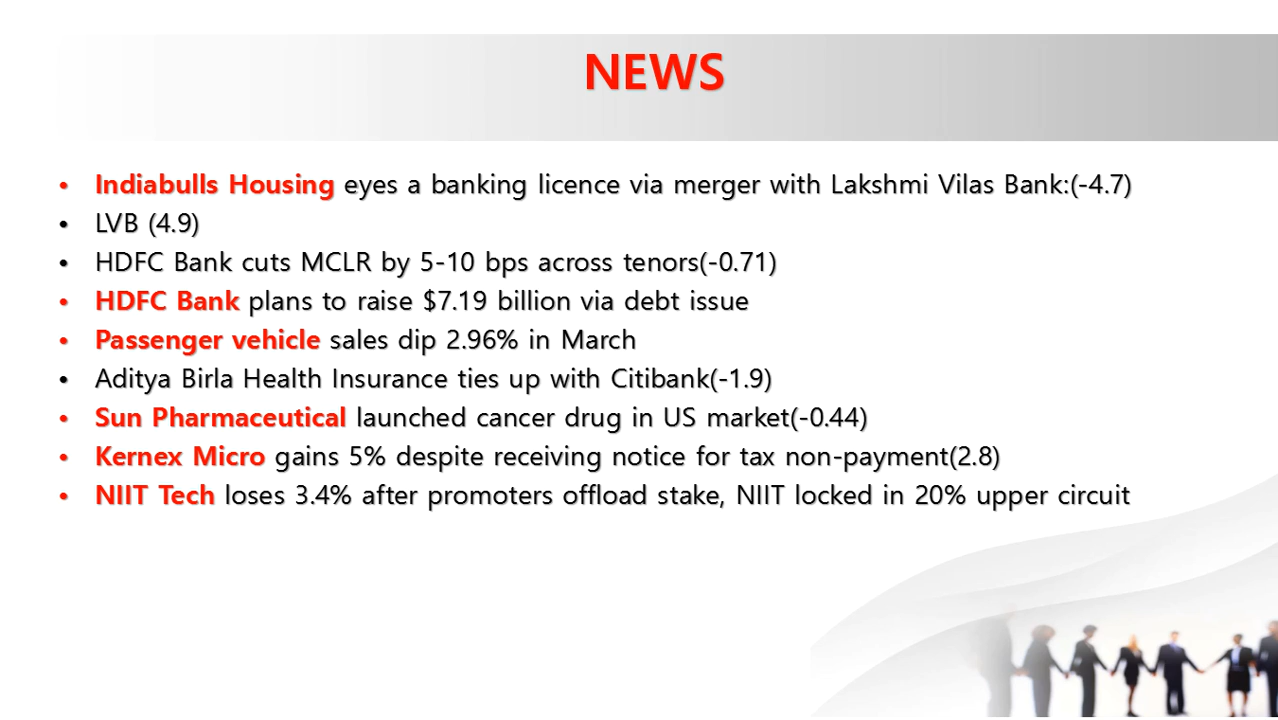 NEWS
• Indiabulls Housing eyes a banking licence via merger with Lakshmi Vilas Bank:(-4.7)
• LVB (4.9)
• HDFC Bank cuts MCLR by 5-10 bps across tenors(-0.71)
• HDFC Bank plans to raise $7.19 billion via debt issue
• Passenger vehicle sales dip 2.96% in March
• Aditya Birla Health Insurance ties up with Citibank(-1.9)
• Sun Pharmaceutical launched cancer drug in US market(-0.44)
• Kernex Micro gains 5% despite receiving notice for tax non-payment(2.8)
• NIIT Tech loses 3.4% after promoters offload stake, NIIT locked in 20% upper circuit